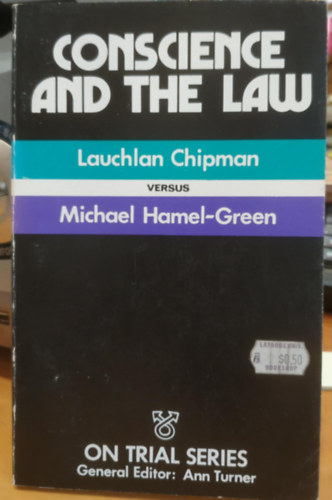 CONSCIENCE
AND THE LAW
Lauchlan Chipman
VERSUS
Michael Hamel-Green
ON TRIAL SERIES
General Editor: Ann Turner